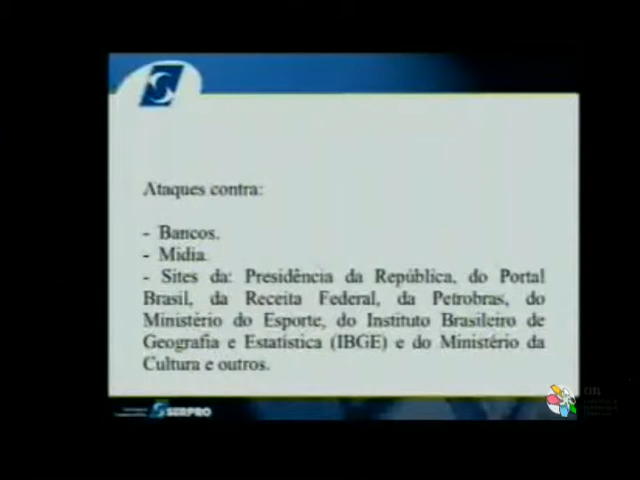 Ataques contra:
- Bancos.
- Mídia.
- Sites da: Presidência da República, do Portal
Brasil, da Receita Federal, da Petrobras, do
Ministério do Esporte, do Instituto Brasileiro de
Geografia e Estatística (IBGE) e do Ministério da
Cultura e outros.
SERPRO